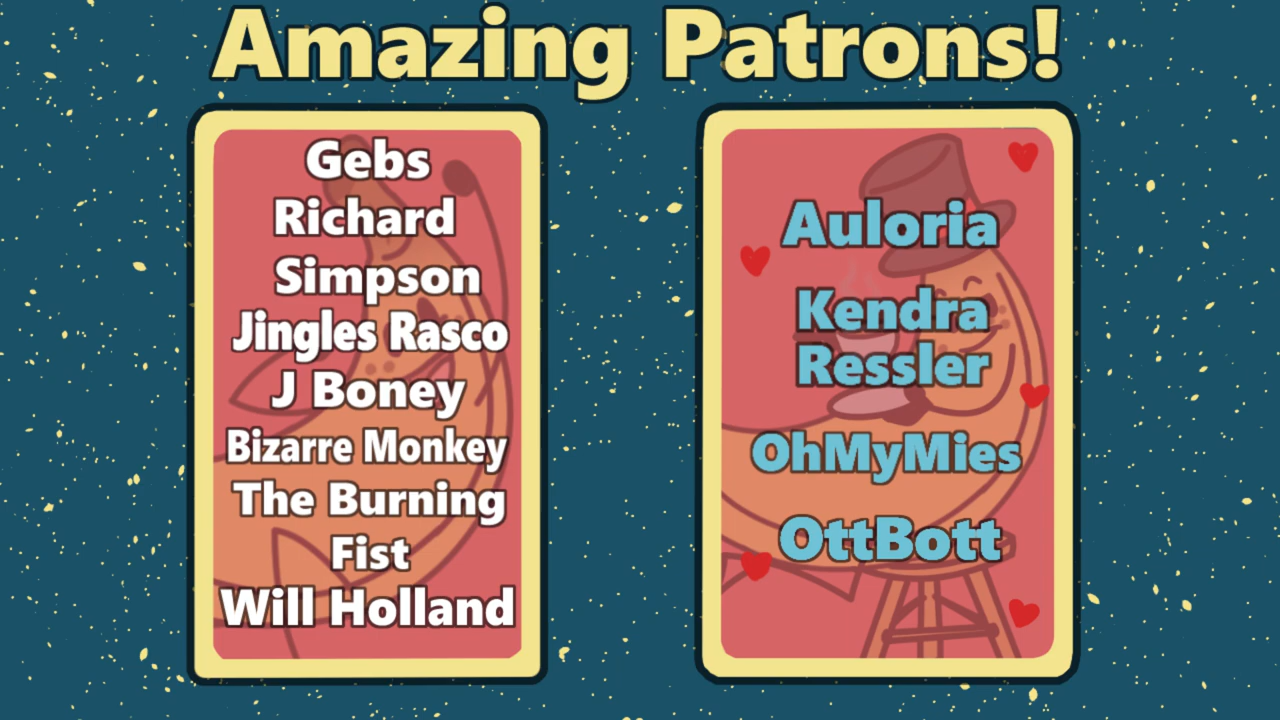 Amazing Patrons!
Gebs
Richard
Simpson
Jingles Rasco
J Boney
Bizarre Monkey
The Burning
Fist
Will Holland
Auloria
Kendra
Ressler
OhMyMies
OttBott